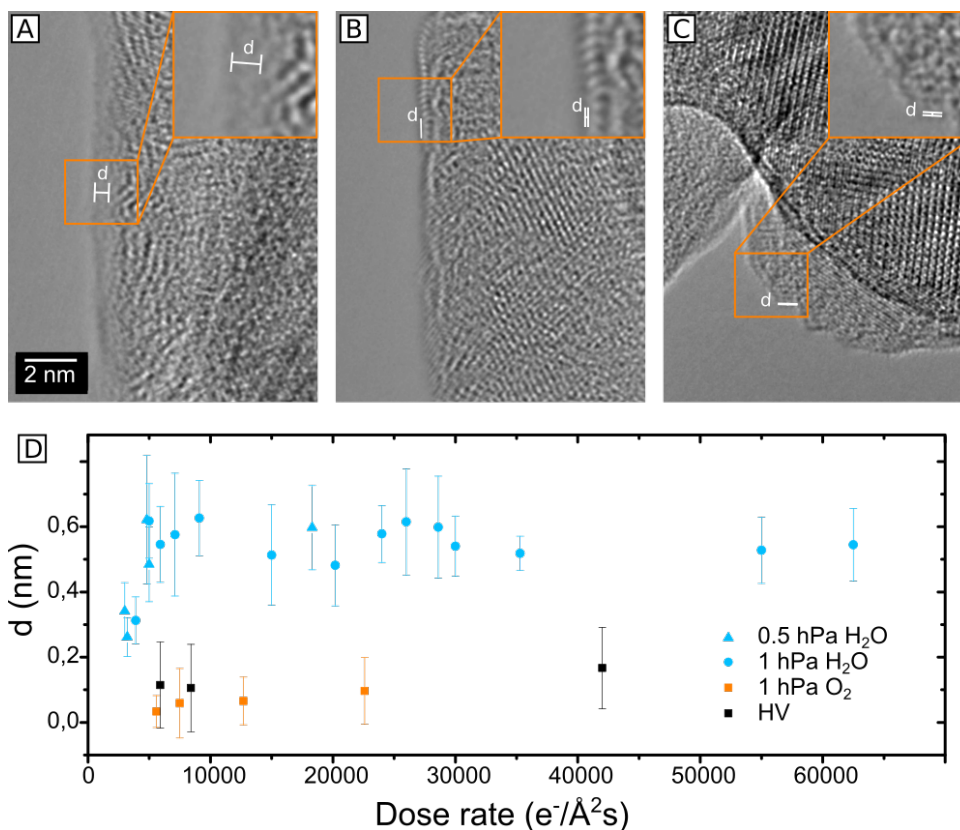 A
d
d
2 nm
B
d
d
C
d
d
D
d (nm)
0,6
0,4
0,2
0,0
0.5 hPa H₂O
1 hPa H₂O
1 hPa O₂
HV
0 10000 20000 30000 40000 50000 60000
Dose rate (e⁻/Å²s)